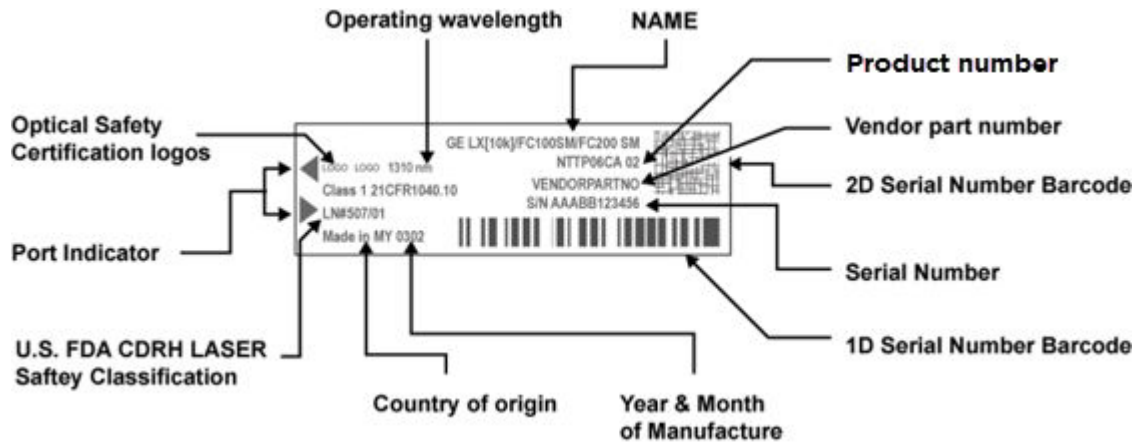 Operating wavelength
NAME
Product number
Optical Safety
Certification logos
Vendor part number
GE LX[10k]/FC100SM/FC200 SM
NTTP06CA 02
LOGO LOGO 1310 nm
VENDORPARTNO
2D Serial Number Barcode
Class 1 21CFR1040.10
S/N AAABB123456
LN#507/01
Made in MY 0302
Port Indicator
Serial Number
U.S. FDA CDRH LASER
Saftey Classification
1D Serial Number Barcode
Country of origin
Year & Month
of Manufacture